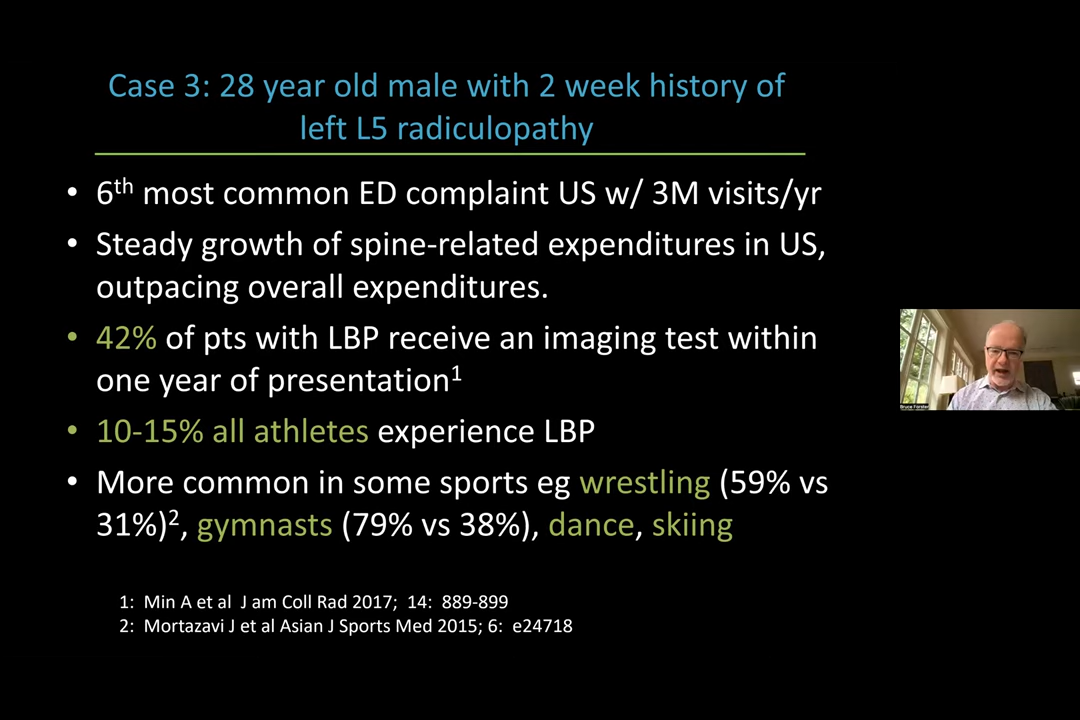 Case 3: 28 year old male with 2 week history of
left L5 radiculopathy
• 6th most common ED complaint US w/ 3M visits/yr
• Steady growth of spine-related expenditures in US,
outpacing overall expenditures.
• 42% of pts with LBP receive an imaging test within
one year of presentation1
• 10-15% all athletes experience LBP
• More common in some sports eg wrestling (59% vs
31%)2, gymnasts (79% vs 38%), dance, skiing
Bruce Forster
1: Min A et al J am Coll Rad 2017; 14: 889-899
2: Mortazavi J et al Asian J Sports Med 2015; 6: e24718